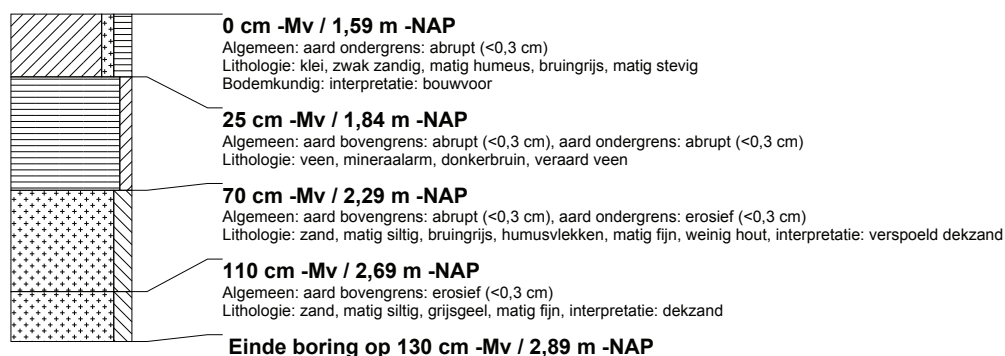 0 cm -Mv / 1,59 m -NAP
Algemeen: aard ondergrens: abrupt (<0,3 cm)
Lithologie: klei, zwak zandig, matig humeus, bruingrijs, matig stevig
Bodemkundig: interpretatie: bouwvoor
25 cm -Mv / 1,84 m -NAP
Algemeen: aard bovengrens: abrupt (<0,3 cm), aard ondergrens: abrupt (<0,3 cm)
Lithologie: veen, mineraalarm, donkerbruin, veraard veen
70 cm -Mv / 2,29 m -NAP
Algemeen: aard bovengrens: abrupt (<0,3 cm), aard ondergrens: erosief (<0,3 cm)
Lithologie: zand, matig siltig, bruingrijs, humusvlekken, matig fijn, weinig hout, interpretatie: verspoeld dekzand
110 cm -Mv / 2,69 m -NAP
Algemeen: aard bovengrens: erosief (<0,3 cm)
Lithologie: zand, matig siltig, grijsgeel, matig fijn, interpretatie: dekzand
Einde boring op 130 cm -Mv / 2,89 m -NAP